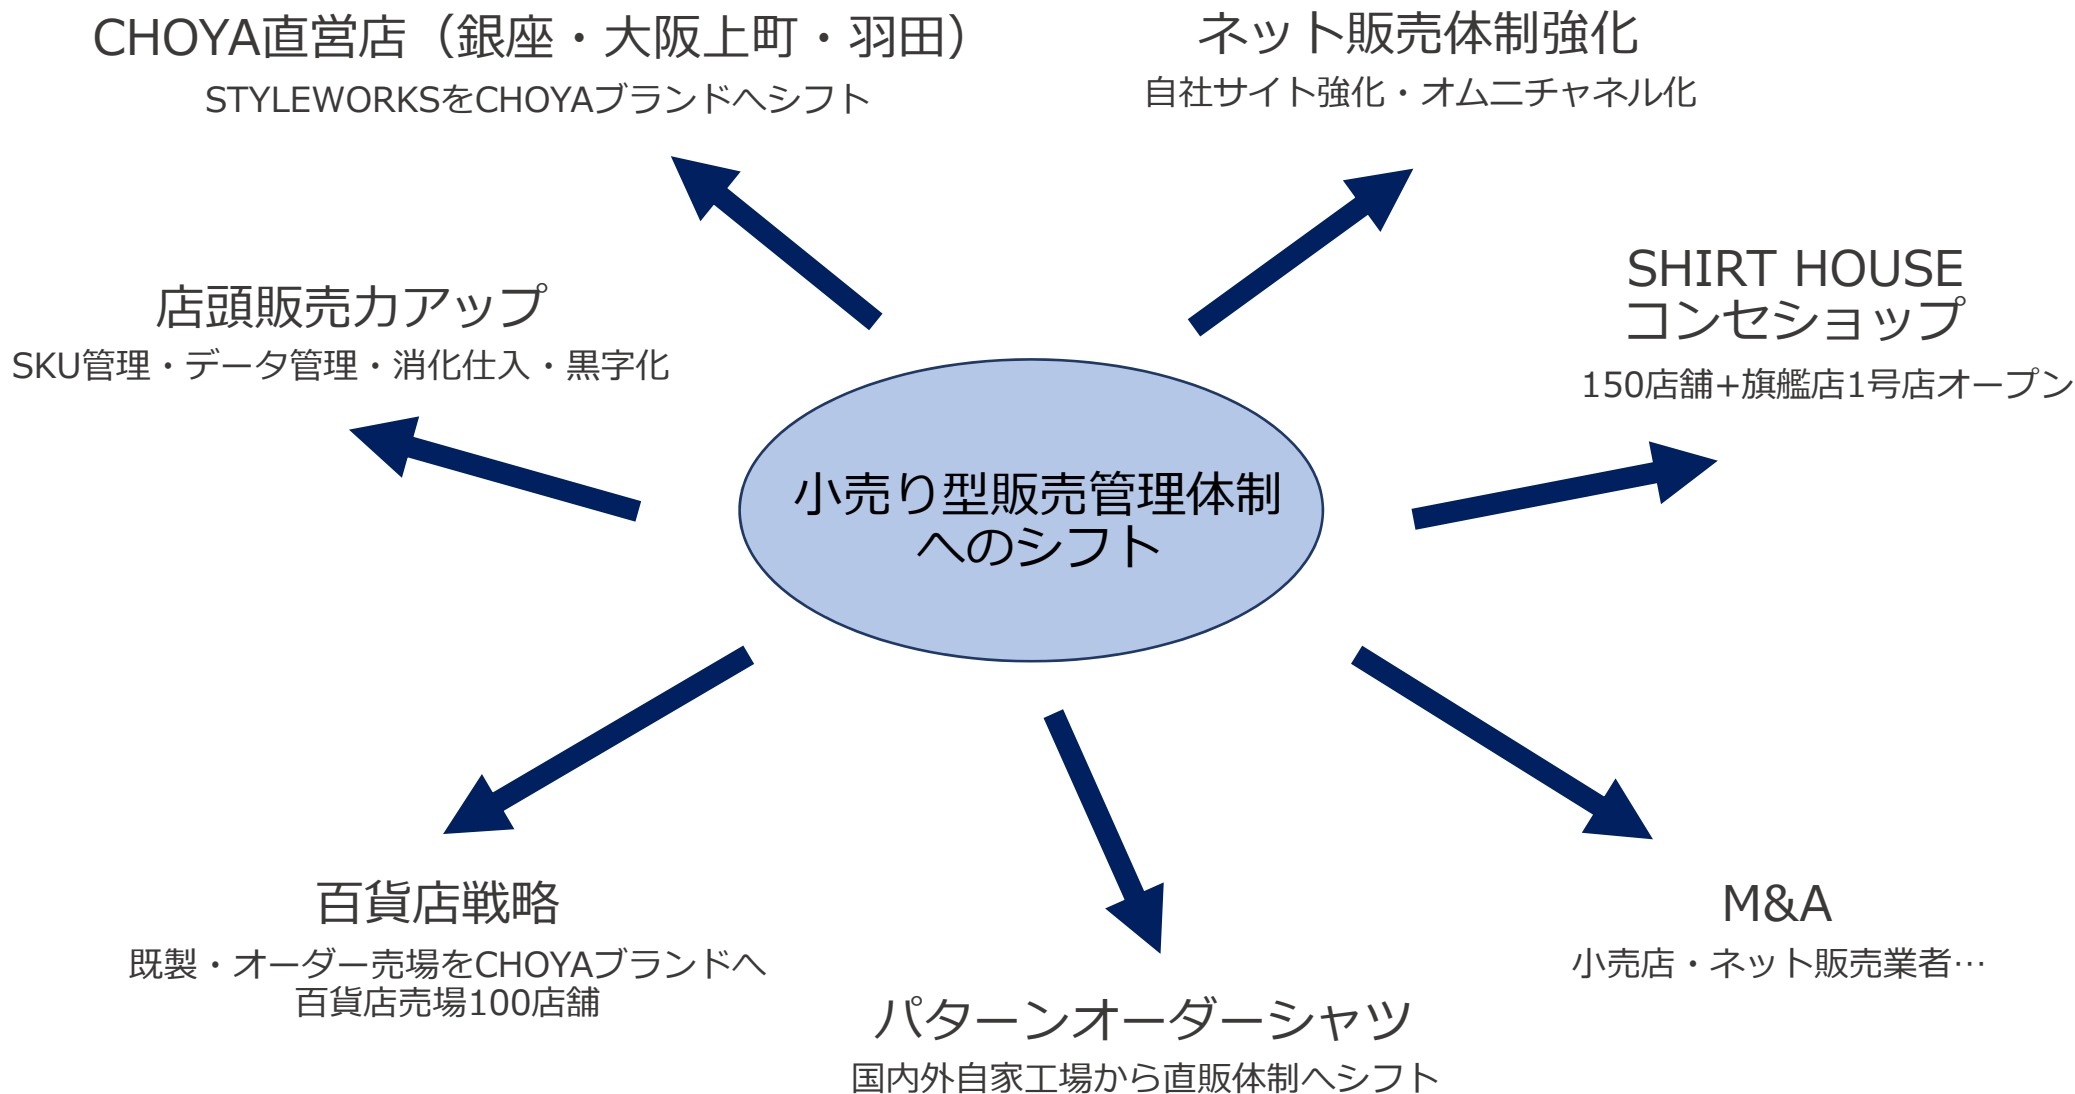 CHOYA直営店（銀座・大阪上町・羽田）
STYLEWORKSをCHOYAブランドへシフト
ネット販売体制強化
自社サイト強化・オムニチャネル化
店頭販売力アップ
SKU管理・データ管理・消化仕入・黒字化
SHIRT HOUSE
コンセショップ
150店舗+旗艦店1号店オープン
小売り型販売管理体制
へのシフト
百貨店戦略
既製・オーダー売場をCHOYAブランドへ
百貨店売場100店舗
パターンオーダーシャツ
国内外自家工場から直販体制へシフト
M&A
小売店・ネット販売業者…